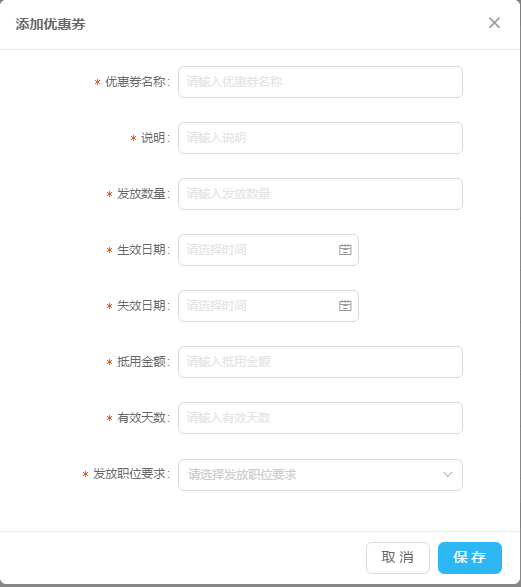 添加优惠券
* 优惠券名称: 请输入优惠券名称
* 说明: 请输入说明
* 发放数量: 请输入发放数量
* 生效日期: 请选择时间
* 失效日期: 请选择时间
* 抵用金额: 请输入抵用金额
* 有效天数: 请输入有效天数
* 发放职位要求: 请选择发放职位要求
取 消 保 存